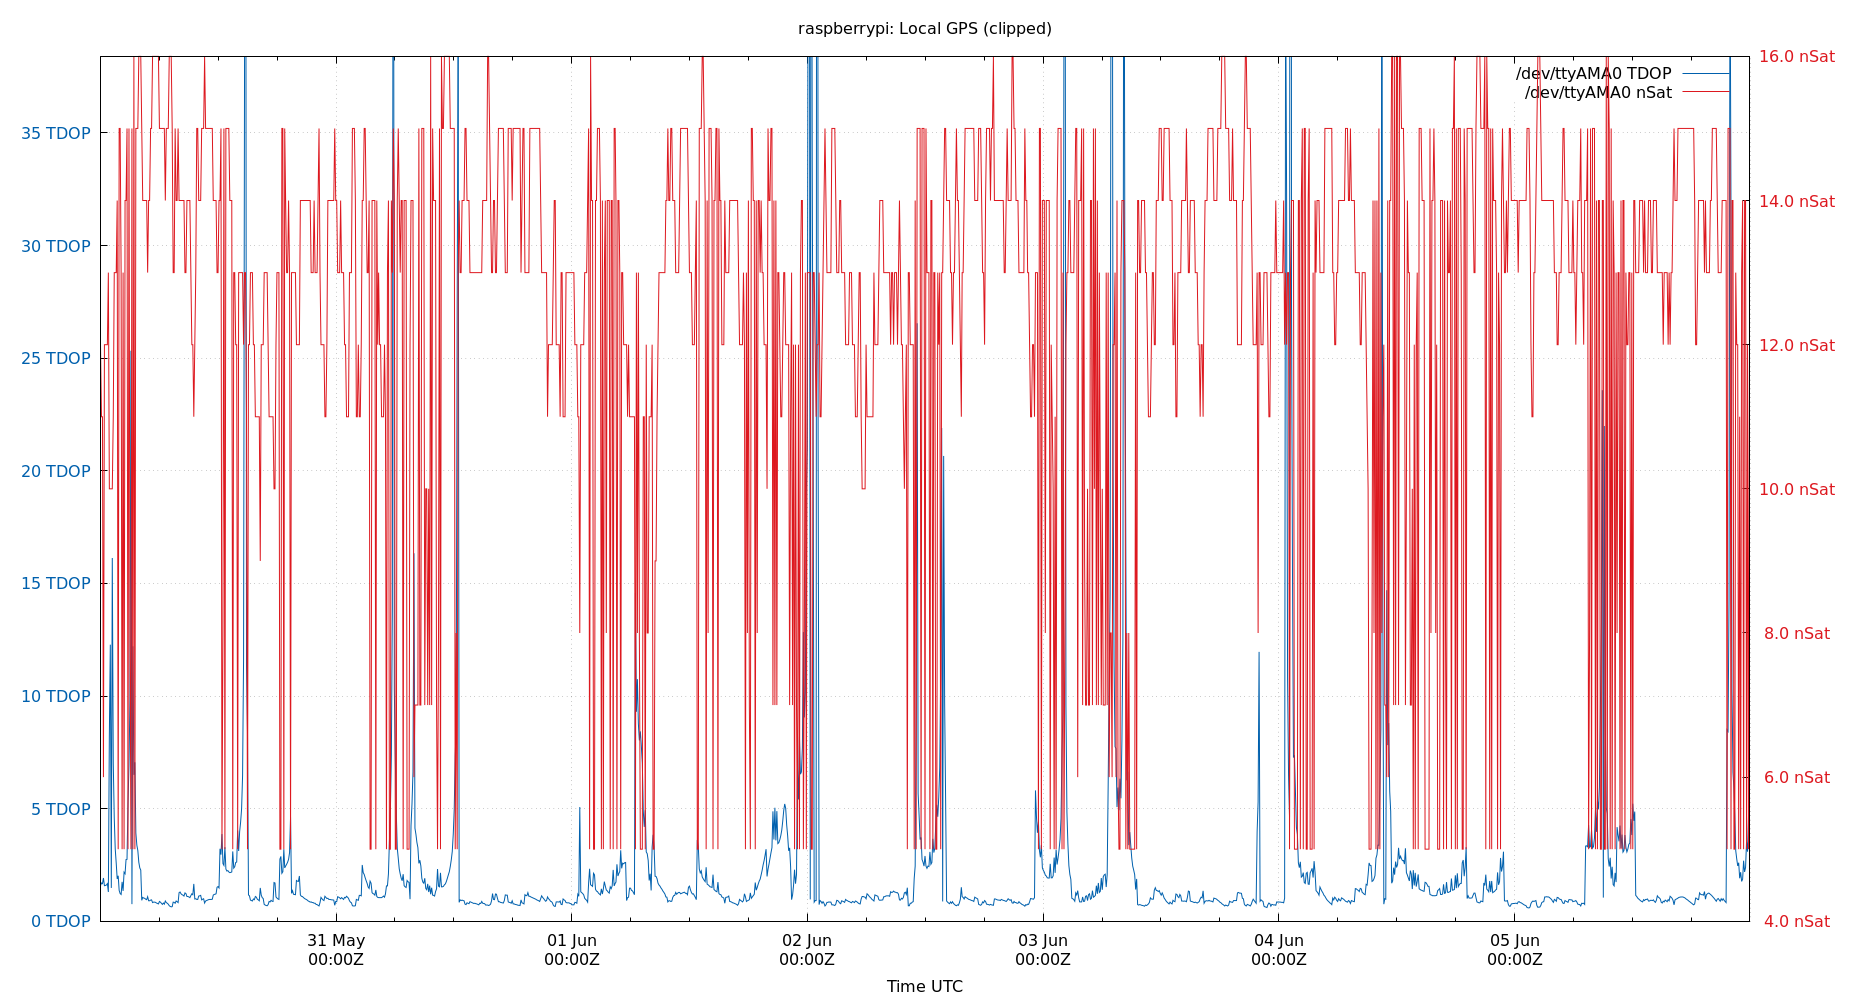 raspberrypi: Local GPS (clipped)
16.0 nSat
/dev/ttyAMA0 TDOP
/dev/ttyAMA0 nSat
35 TDOP
14.0 nSat
30 TDOP
12.0 nSat
25 TDOP
20 TDOP
10.0 nSat
15 TDOP
8.0 nSat
10 TDOP
6.0 nSat
5 TDOP
0 TDOP
4.0 nSat
31 May 01 Jun 02 Jun 03 Jun 04 Jun 05 Jun
00:00Z 00:00Z 00:00Z 00:00Z 00:00Z 00:00Z
Time UTC